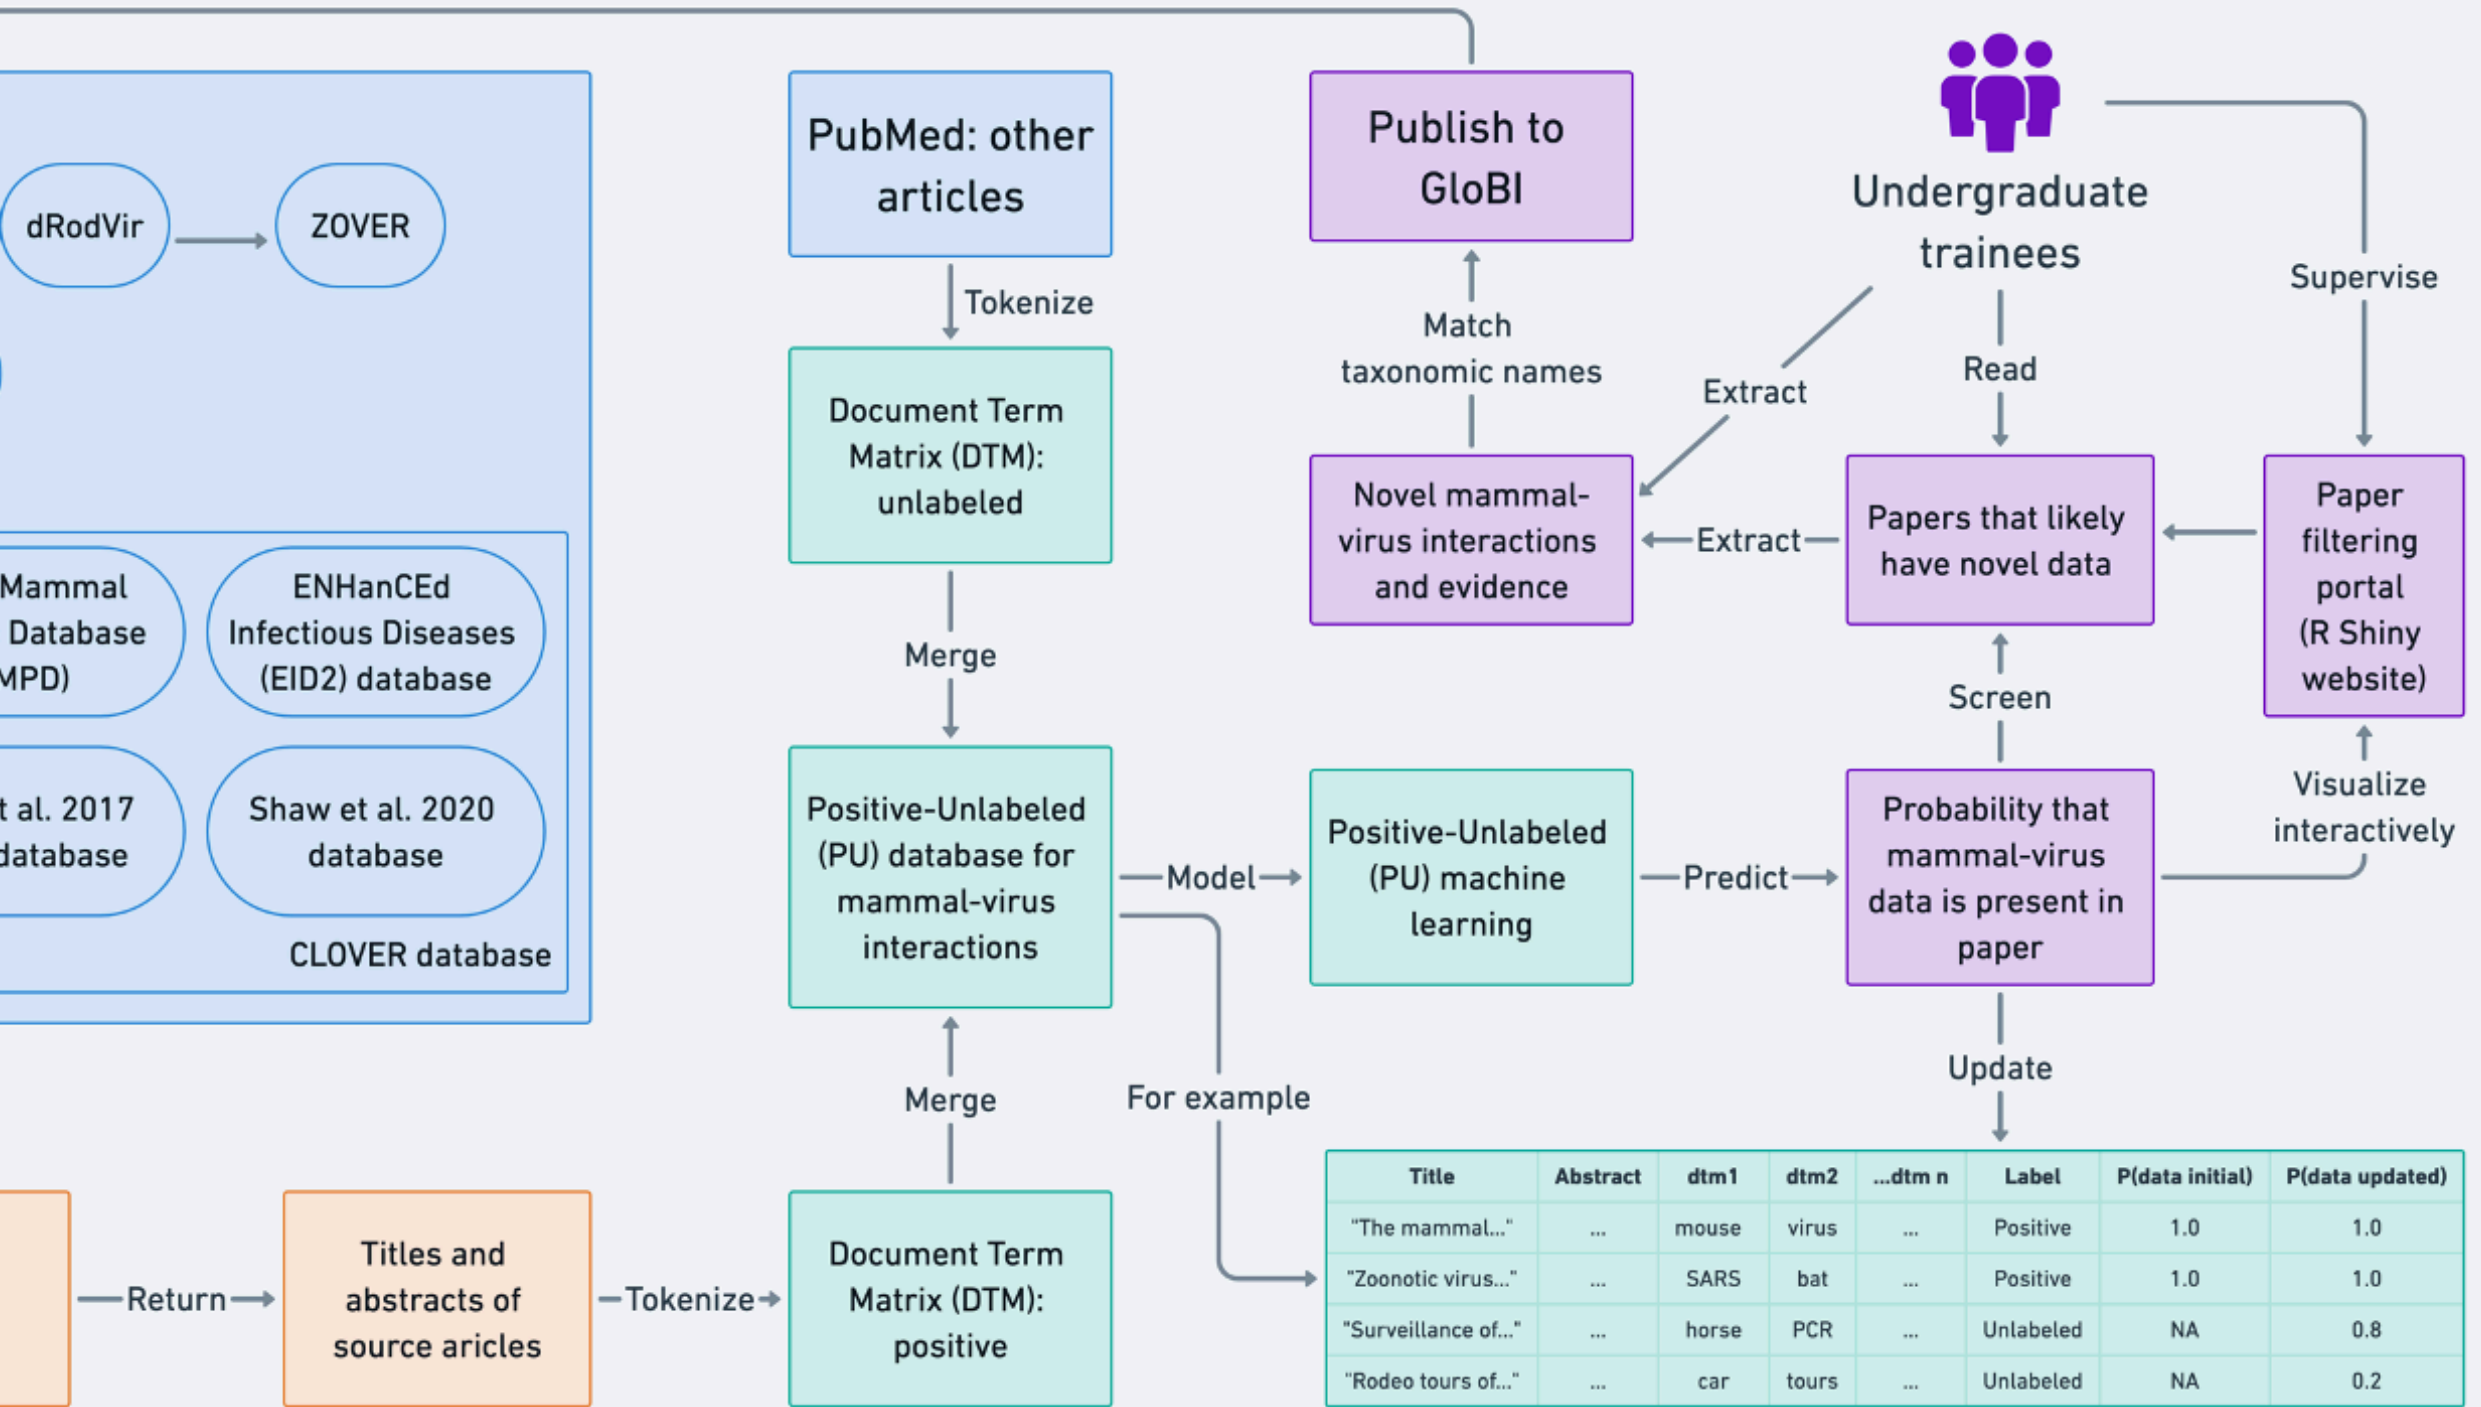 dRodVir
ZOVER
Mammal
Database
MPD)
ENHanCEd
Infectious Diseases
(EID2) database
t al. 2017
database
Shaw et al. 2020
database
CLOVER database
Return
Titles and
abstracts of
source aricles
Tokenize
PubMed: other
articles
Tokenize
Document Term
Matrix (DTM):
unlabeled
Merge
Positive-Unlabeled
(PU) database for
mammal-virus
interactions
Merge
Document Term
Matrix (DTM):
positive
Model
For example
Positive-Unlabeled
(PU) machine
learning
Predict
Publish to
GloBI
Match
taxonomic names
Novel mammal-
virus interactions
and evidence
Extract
Extract
Undergraduate
trainees
Read
Supervise
Papers that likely
have novel data
Paper
filtering
portal
(R Shiny
website)
Screen
Visualize
interactively
Probability that
mammal-virus
data is present in
paper
Update
Title Abstract dtm1 dtm2 ...dtm n Label P(data initial) P(data updated)
"The mammal..." ... mouse virus ... Positive 1.0 1.0
"Zoonotic virus..." ... SARS bat ... Positive 1.0 1.0
"Surveillance of..." ... horse PCR ... Unlabeled NA 0.8
"Rodeo tours of..." ... car tours ... Unlabeled NA 0.2